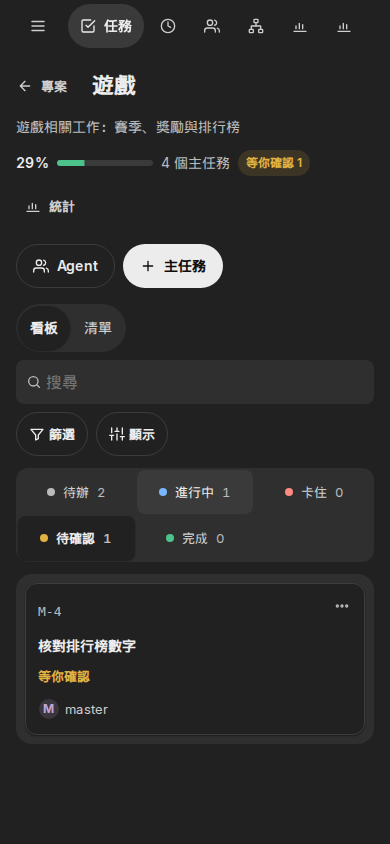 任務
專案 遊戲
遊戲相關工作: 賽季、獎勵與排行榜
29% 4 個主任務 等你確認 1
統計
Agent 主任務
看板 清單
搜尋
篩選 顯示
待辦 2 進行中 1 卡住 0
待確認 1 完成 0
M-4
核對排行榜數字
等你確認
M master